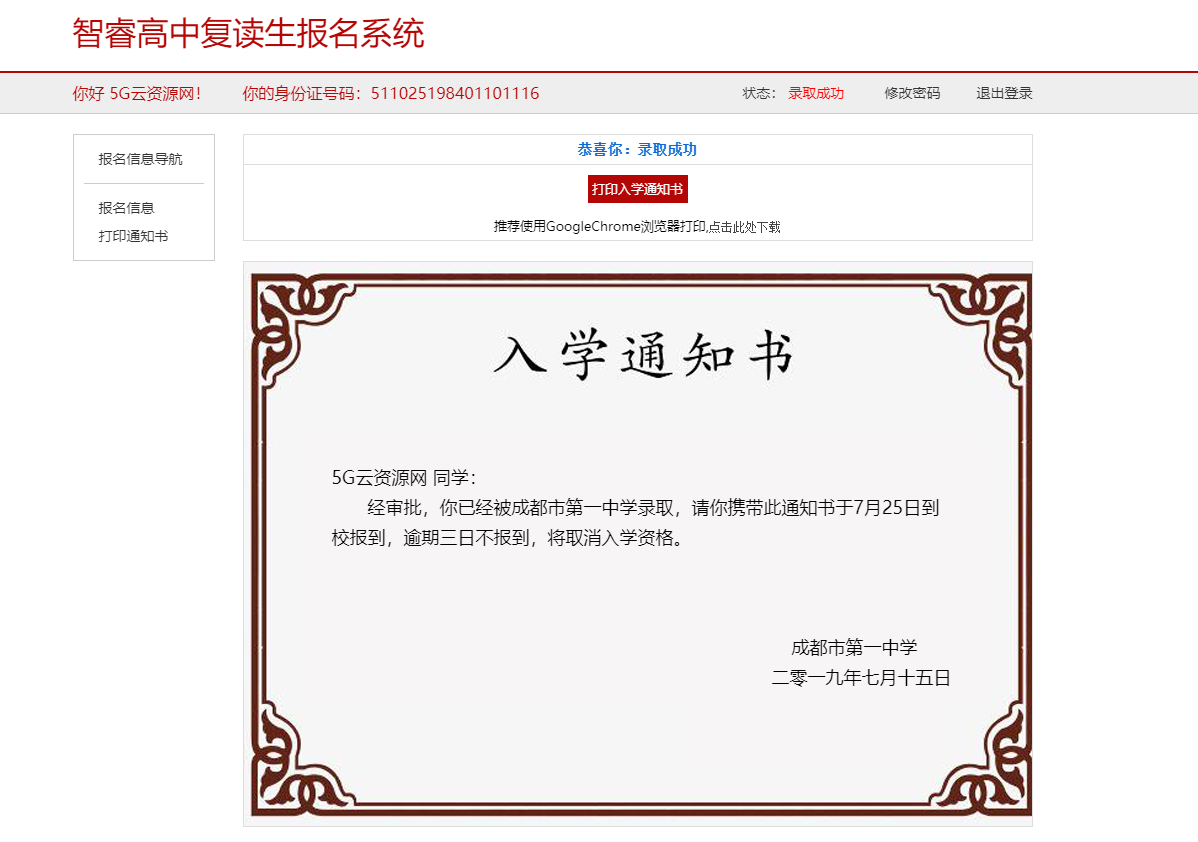 智睿高中复读生报名系统
你好 5G云资源网！ 你的身份证号码：511025198401101116 状态： 录取成功 修改密码 退出登录
报名信息导航
报名信息
打印通知书
恭喜你：录取成功
打印入学通知书
推荐使用GoogleChrome浏览器打印,点击此处下载
入学通知书
5G云资源网 同学：
经审批，你已经被成都市第一中学录取，请你携带此通知书于7月25日到
校报到，逾期三日不报到，将取消入学资格。
成都市第一中学
二零一九年七月十五日